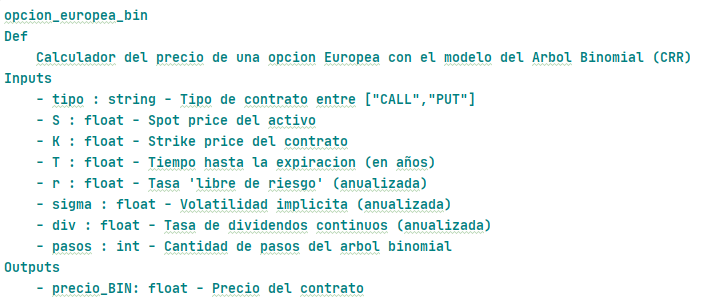 opcion_europea_bin
Def
    Calculador del precio de una opcion Europea con el modelo del Arbol Binomial (CRR)
Inputs
    - tipo : string - Tipo de contrato entre ["CALL","PUT"]
    - S : float - Spot price del activo
    - K : float - Strike price del contrato
    - T : float - Tiempo hasta la expiracion (en años)
    - r : float - Tasa 'libre de riesgo' (anualizada)
    - sigma : float - Volatilidad implicita (anualizada)
    - div : float - Tasa de dividendos continuos (anualizada)
    - pasos : int - Cantidad de pasos del arbol binomial
Outputs
    - precio_BIN: float - Precio del contrato